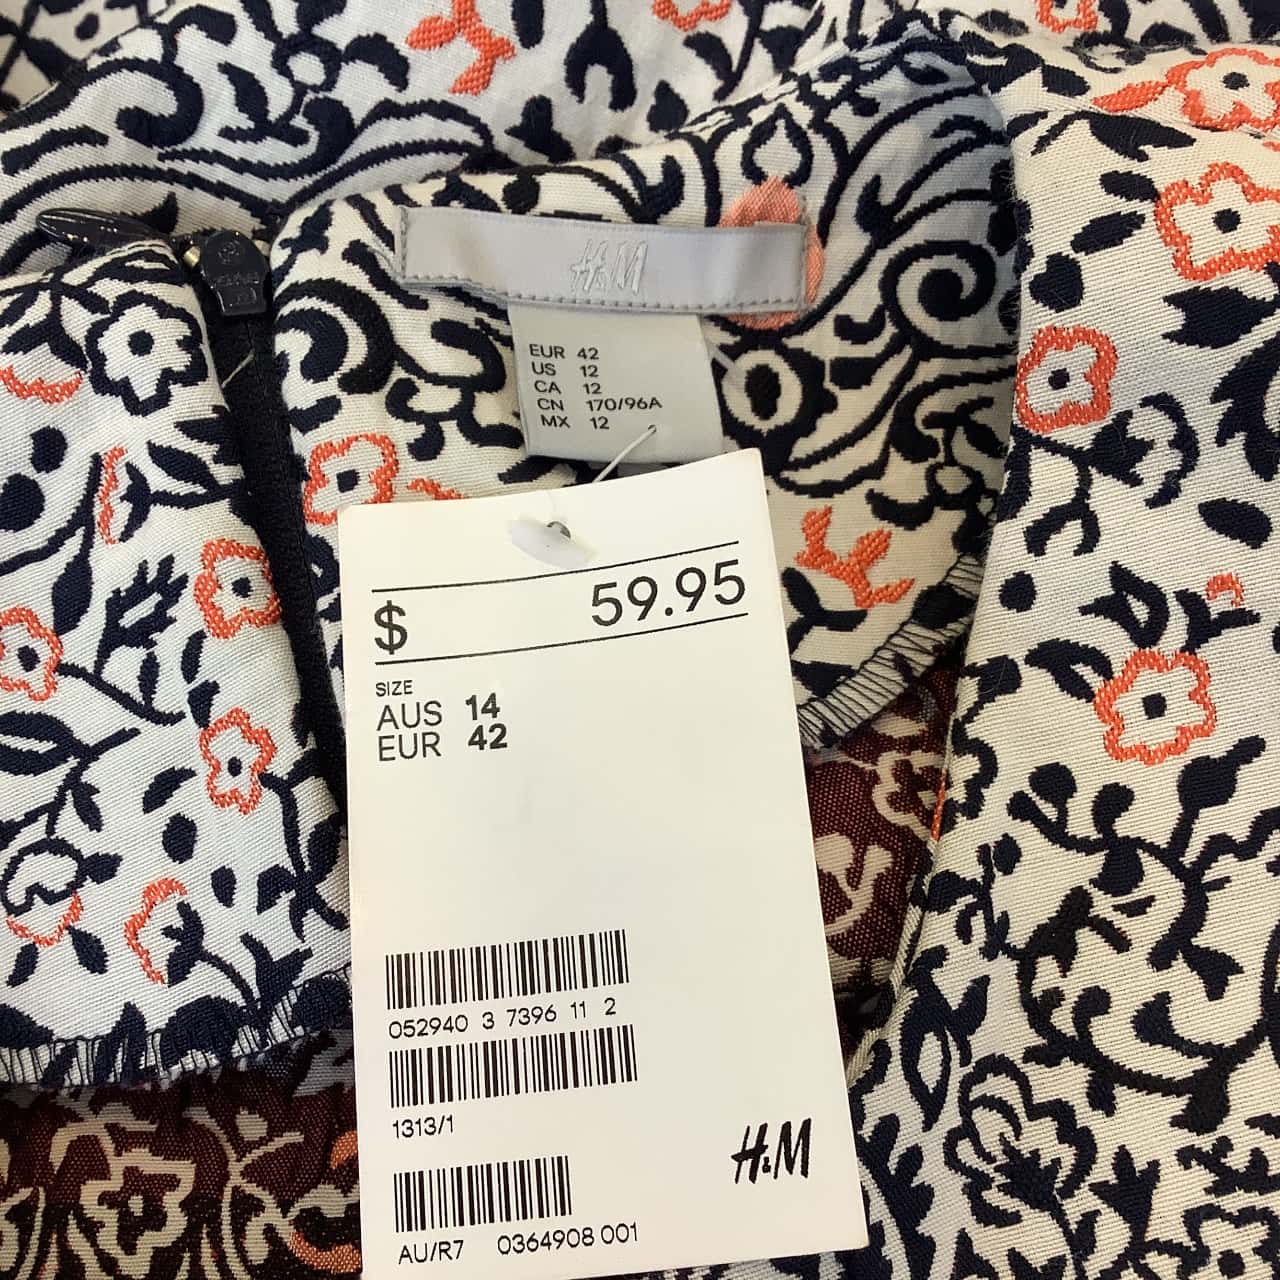 H&M
EUR 42
US 12
CA 12
CN 170/96A
MX 12
$ 59.95
SIZE
AUS 14
EUR 42
052940 3 7396 11 2
1313/1
H&M
AU/R7 0364908 001